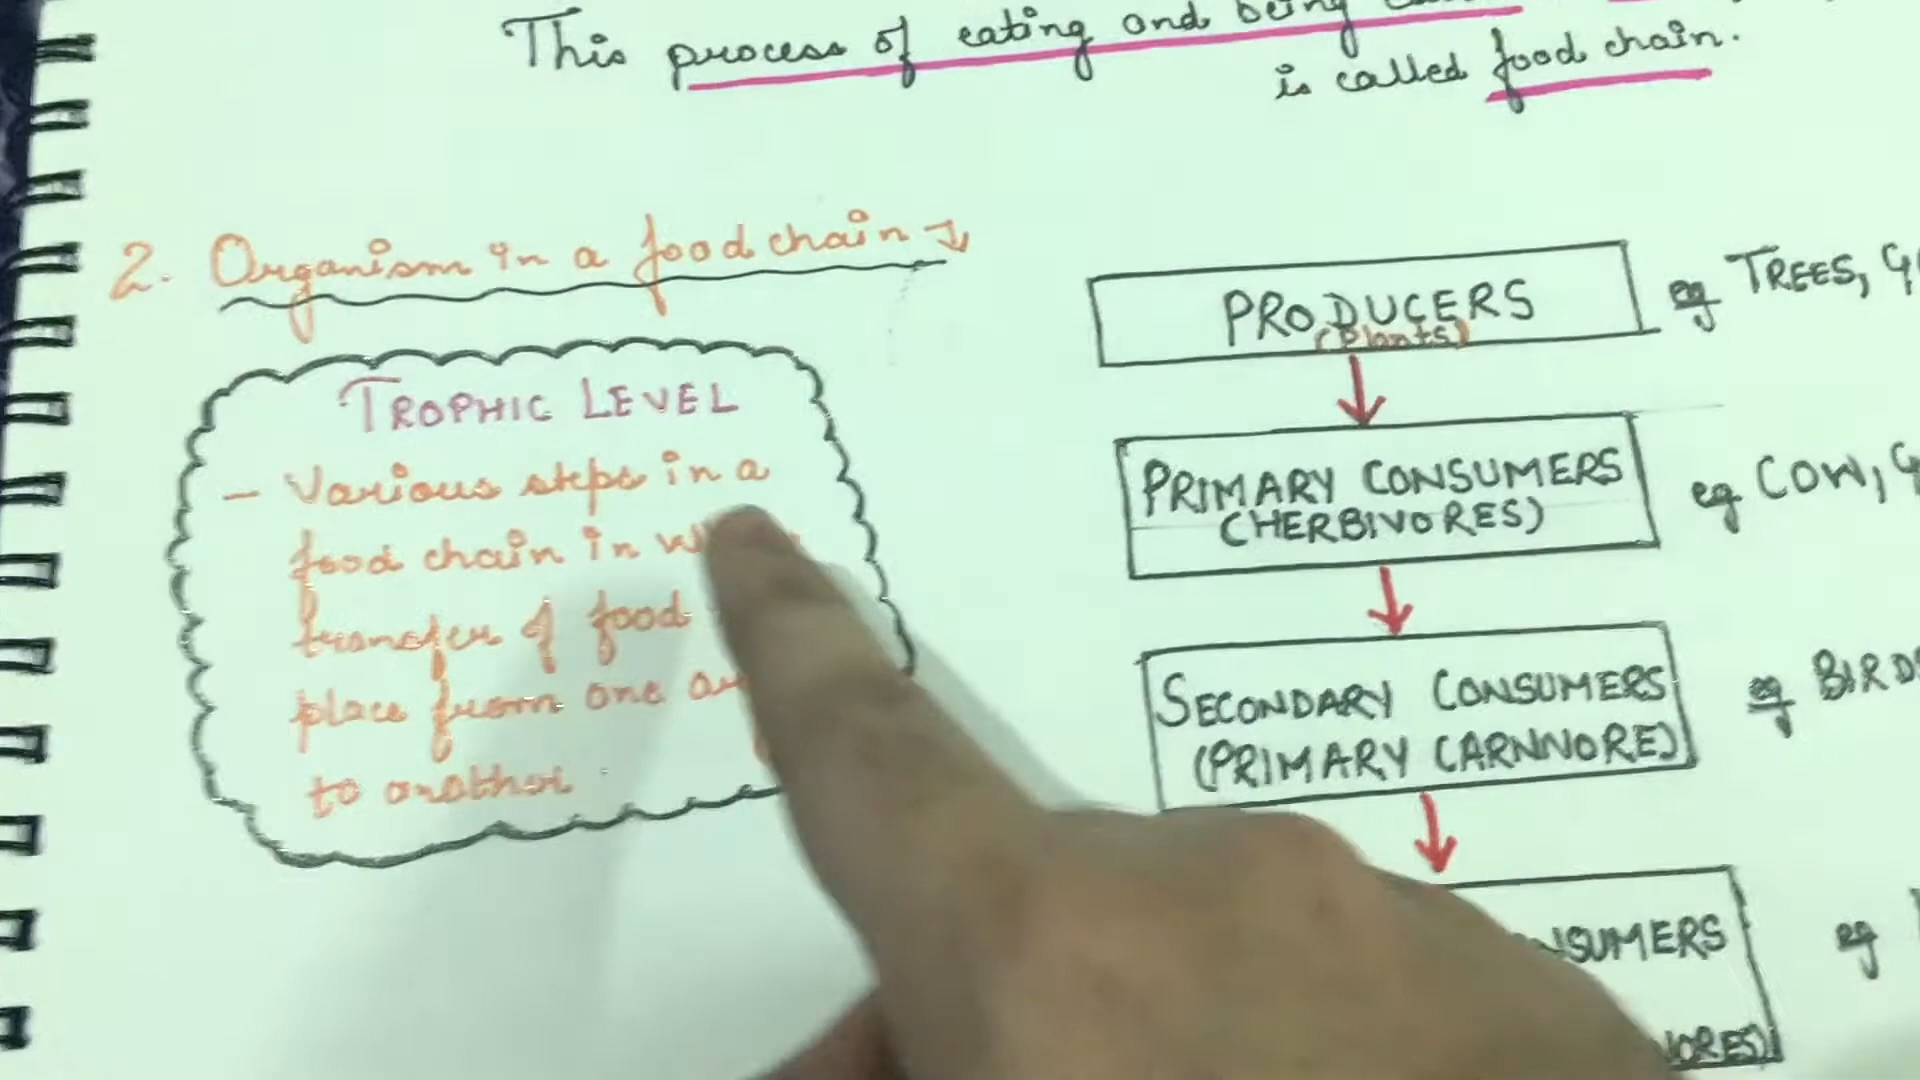 This process of eating and being
is called food chain.
2. Organism in a food chain
TROPHIC LEVEL
- Various steps in a
food chain in
transfer of food
place from one
to another
PRODUCERS
(Plants)
eg TREES,
PRIMARY CONSUMERS
(HERBIVORES)
eg COW,
SECONDARY CONSUMERS
(PRIMARY CARNIVORE)
eg BIRDS
eg